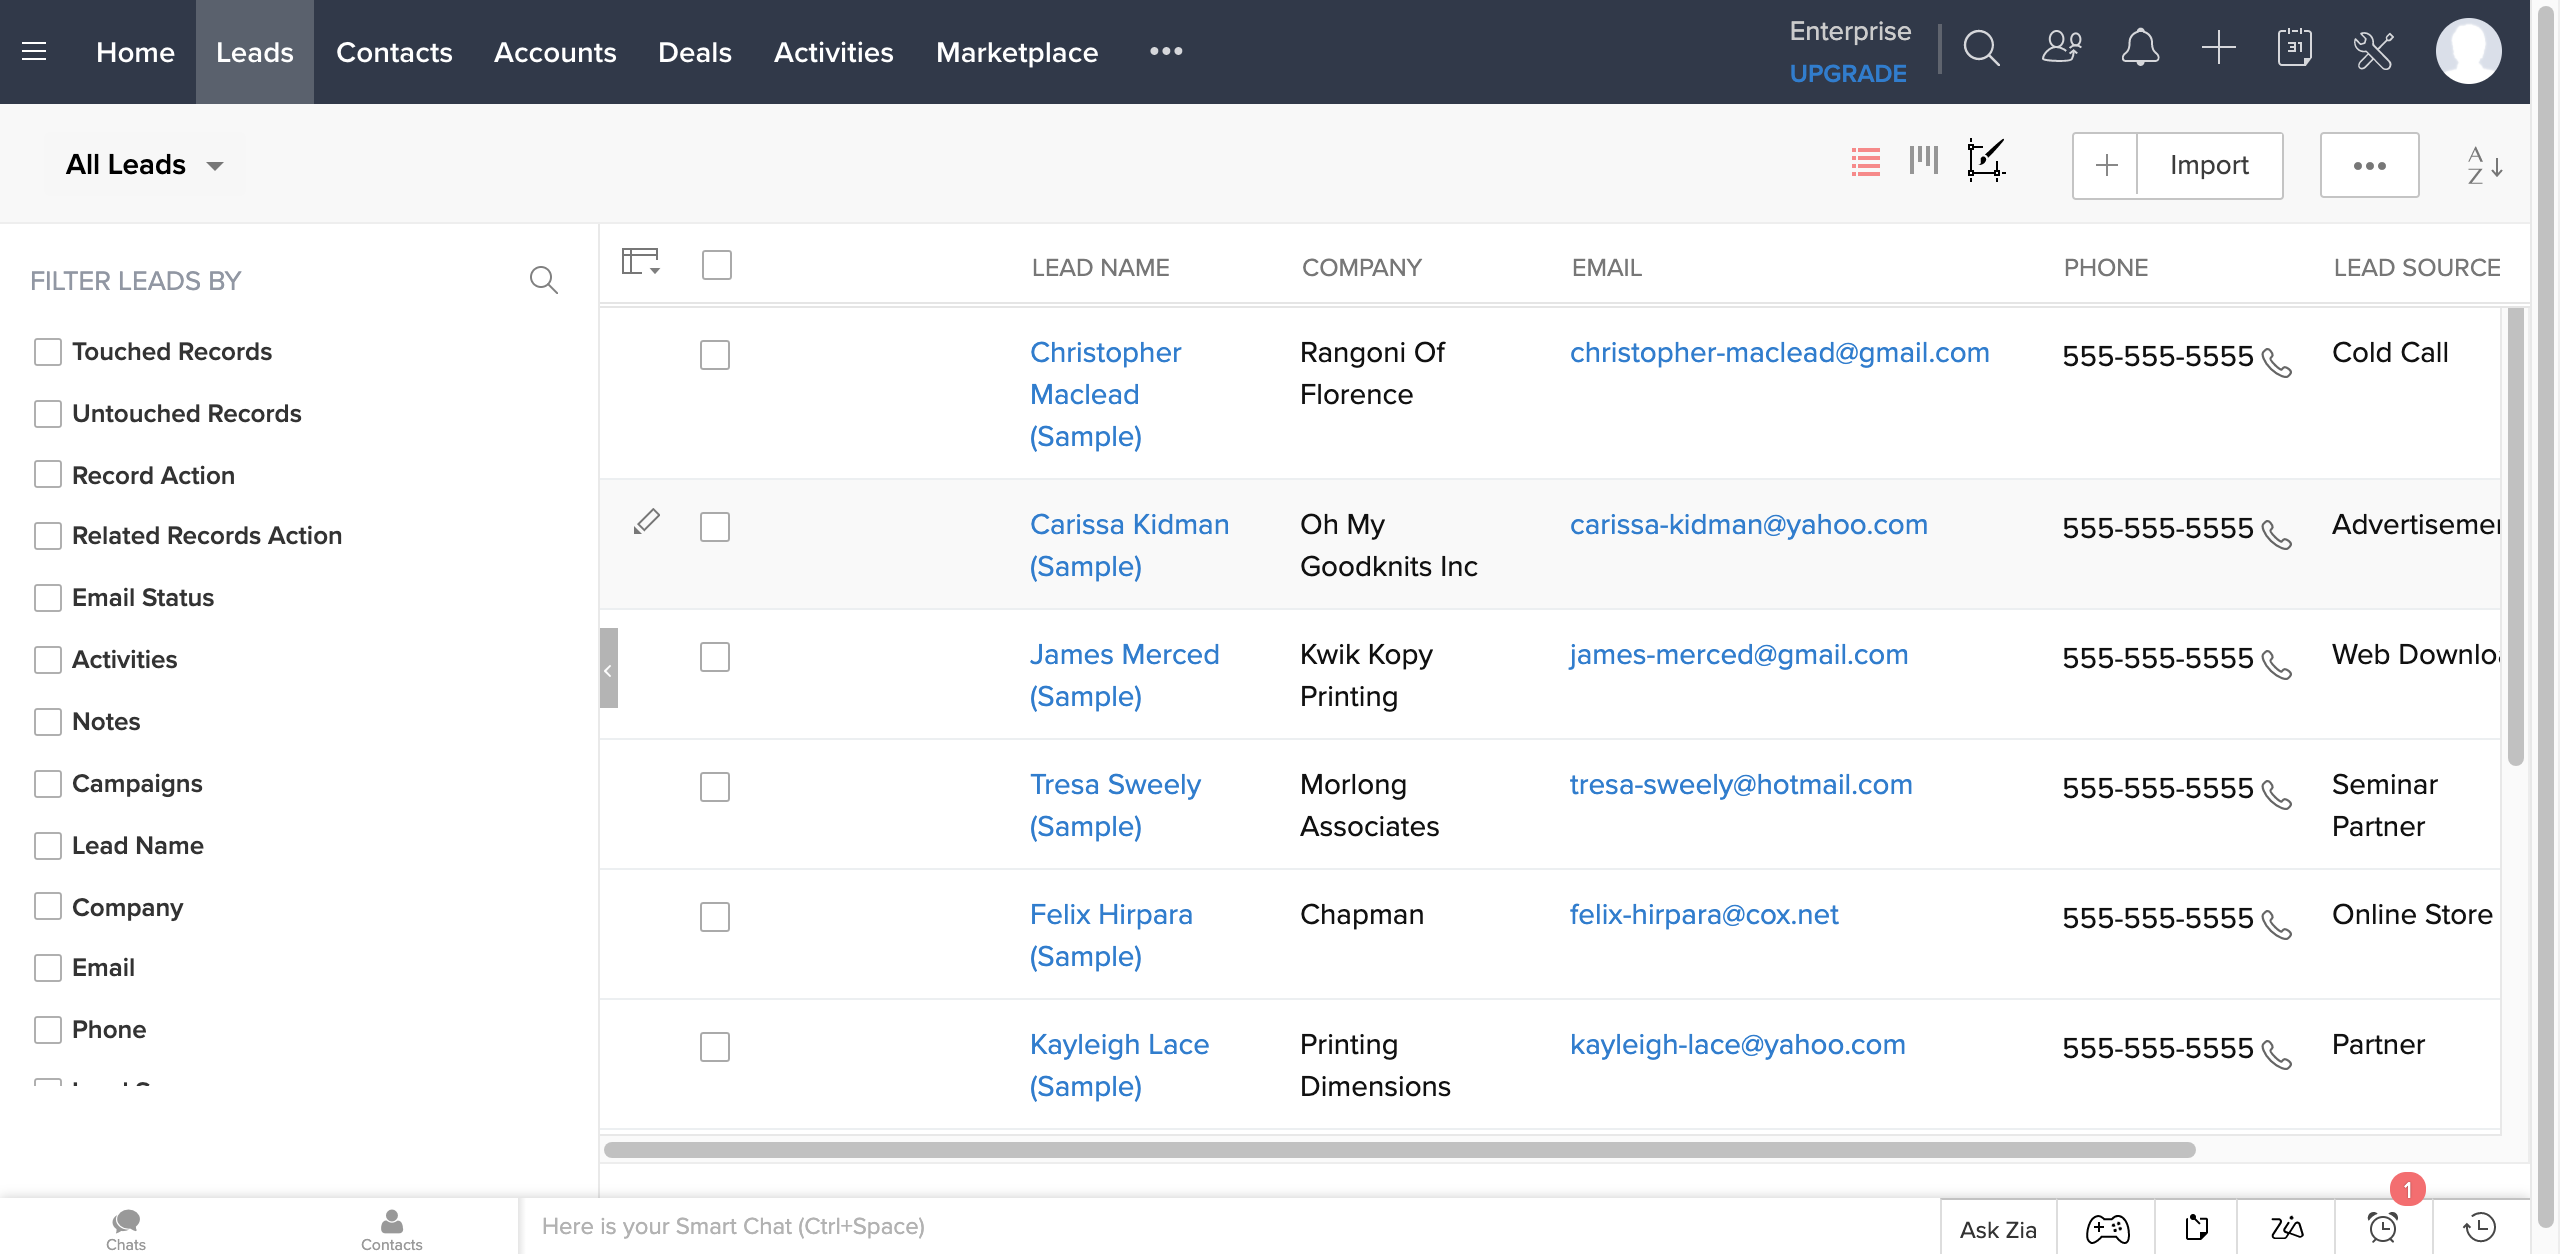 Home Leads Contacts Accounts Deals Activities Marketplace
Enterprise
UPGRADE
31
All Leads
Import
A
Z
FILTER LEADS BY
Touched Records
Untouched Records
Record Action
Related Records Action
Email Status
Activities
Notes
Campaigns
Lead Name
Company
Email
Phone
LEAD NAME COMPANY EMAIL PHONE LEAD SOURCE
Christopher Maclead (Sample) Rangoni Of Florence christopher-maclead@gmail.com 555-555-5555 Cold Call
Carissa Kidman (Sample) Oh My Goodknits Inc carissa-kidman@yahoo.com 555-555-5555 Advertisemen
James Merced (Sample) Kwik Kopy Printing james-merced@gmail.com 555-555-5555 Web Downlo
Tresa Sweely (Sample) Morlong Associates tresa-sweely@hotmail.com 555-555-5555 Seminar Partner
Felix Hirpara (Sample) Chapman felix-hirpara@cox.net 555-555-5555 Online Store
Kayleigh Lace (Sample) Printing Dimensions kayleigh-lace@yahoo.com 555-555-5555 Partner
Chats
Contacts
Here is your Smart Chat (Ctrl+Space)
Ask Zia
1